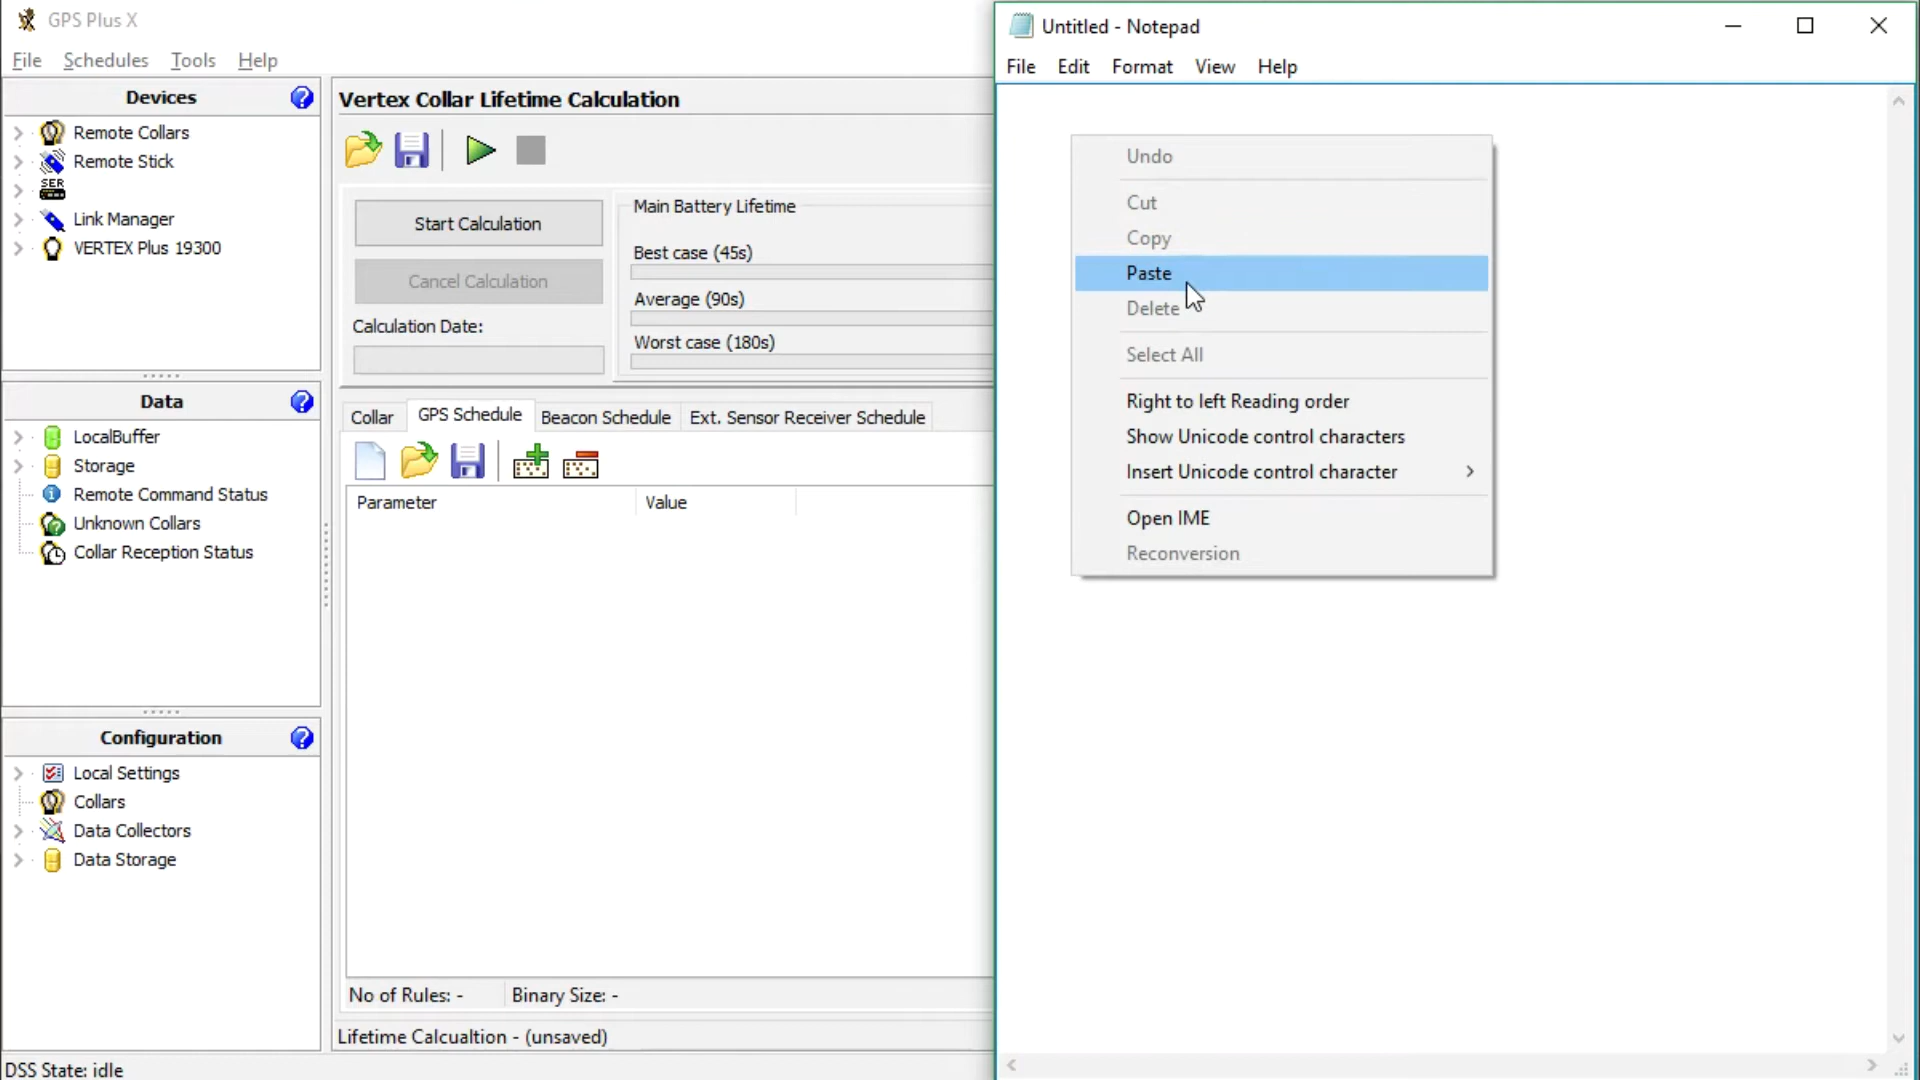 GPS Plus X
File Schedules Tools Help
Devices
Remote Collars
Remote Stick
SER
Link Manager
VERTEX Plus 19300
Data
LocalBuffer
Storage
Remote Command Status
Unknown Collars
Collar Reception Status
Configuration
Local Settings
Collars
Data Collectors
Data Storage
DSS State: idle
Vertex Collar Lifetime Calculation
Start Calculation
Cancel Calculation
Calculation Date:
Main Battery Lifetime
Best case (45s)
Average (90s)
Worst case (180s)
Collar GPS Schedule Beacon Schedule Ext. Sensor Receiver Schedule
Parameter Value
No of Rules: - Binary Size: -
Lifetime Calcualtion - (unsaved)
Untitled - Notepad
File Edit Format View Help
Undo
Cut
Copy
Paste
Delete
Select All
Right to left Reading order
Show Unicode control characters
Insert Unicode control character
Open IME
Reconversion